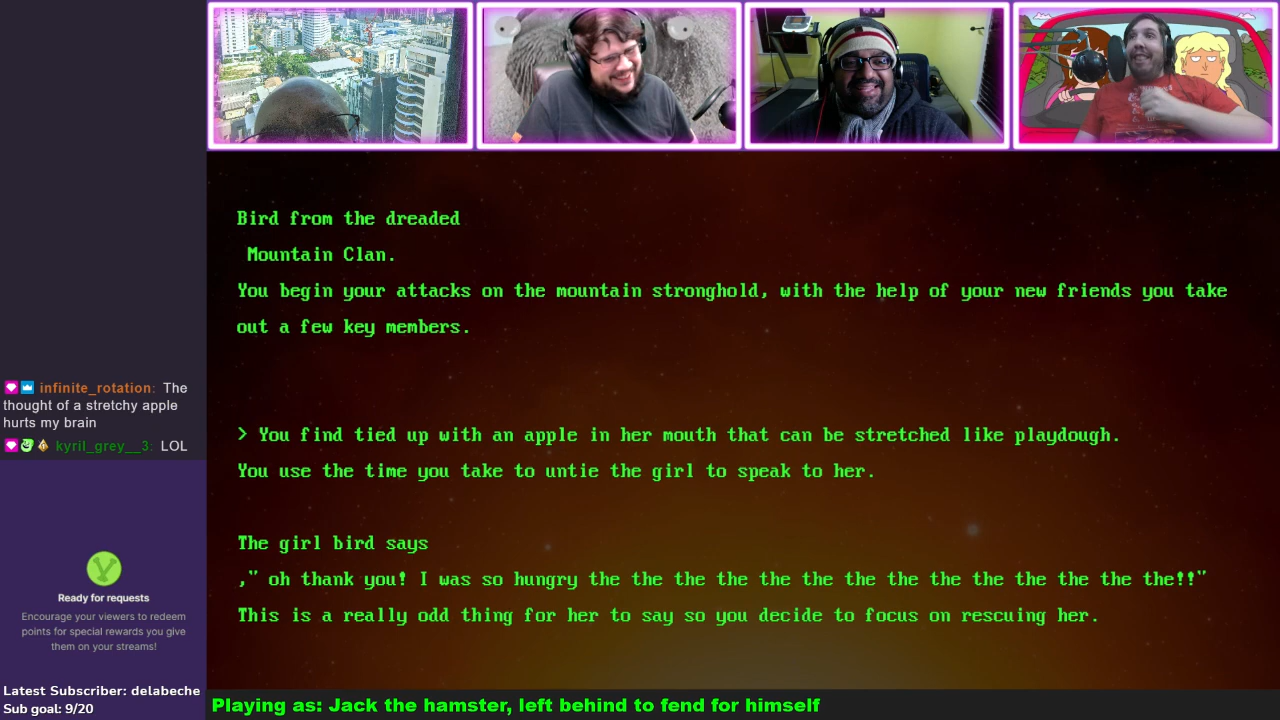 Bird from the dreaded
Mountain Clan.
You begin your attacks on the mountain stronghold, with the help of your new friends you take
out a few key members.
> You find tied up with an apple in her mouth that can be stretched like playdough.
You use the time you take to untie the girl to speak to her.
The girl bird says
," oh thank you! I was so hungry the the the the the the the the the the the the the the!!"
This is a really odd thing for her to say so you decide to focus on rescuing her.
infinite_rotation: The
thought of a stretchy apple
hurts my brain
kyril_grey__3: LOL
Ready for requests
Encourage your viewers to redeem
points for special rewards you give
them on your streams!
Latest Subscriber: delabeche
Sub goal: 9/20
Playing as: Jack the hamster, left behind to fend for himself